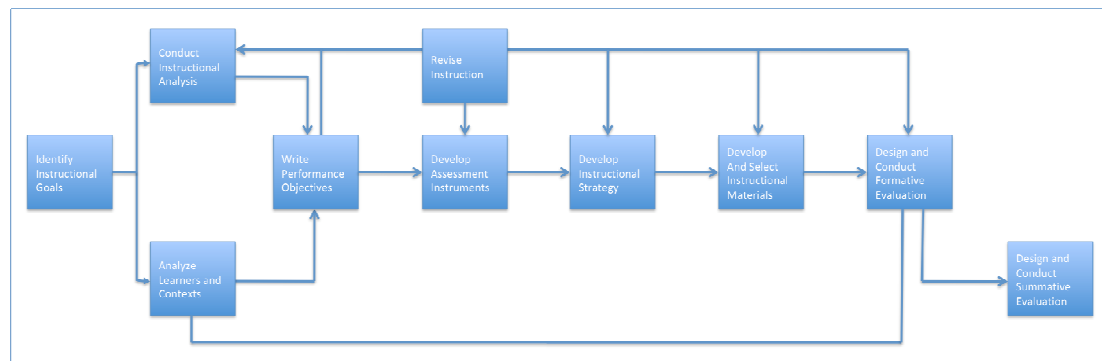 Conduct
Instructional
Analysis
Revise
Instruction
Identify
Instructional
Goals
Write
Performance
Objectives
Develop
Assessment
Instruments
Develop
Instructional
Strategy
Develop
And Select
Instructional
Materials
Design and
Conduct
Formative
Evaluation
Analyze
Learners and
Contexts
Design and
Conduct
Summative
Evaluation